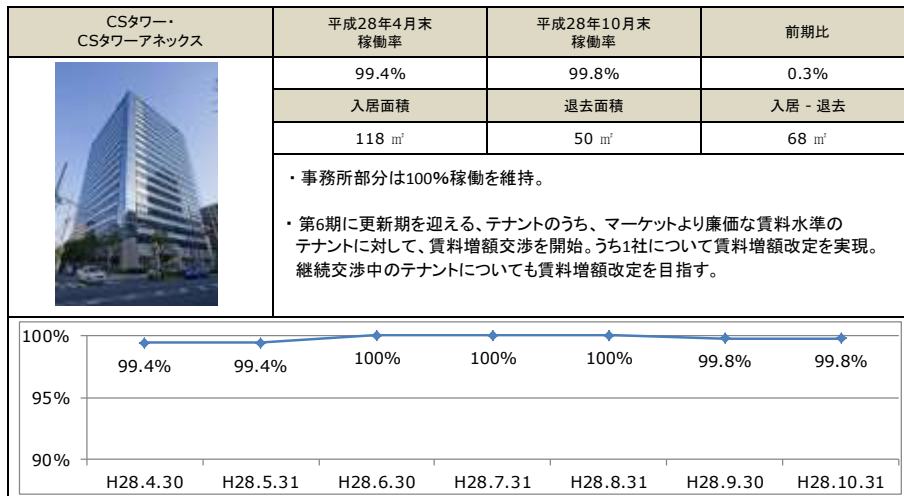 CSタワー・
CSタワーアネックス
平成28年4月末
稼働率
平成28年10月末
稼働率
前期比
99.4%
99.8%
0.3%
入居面積
退去面積
入居 - 退去
118 ㎡
50 ㎡
68 ㎡
・事務所部分は100%稼働を維持。
・第6期に更新期を迎える、テナントのうち、マーケットより廉価な賃料水準の
テナントに対して、賃料増額交渉を開始。うち1社について賃料増額改定を実現。
継続交渉中のテナントについても賃料増額改定を目指す。
100%
95%
90%
99.4%
99.4%
100%
100%
100%
99.8%
99.8%
H28.4.30
H28.5.31
H28.6.30
H28.7.31
H28.8.31
H28.9.30
H28.10.31